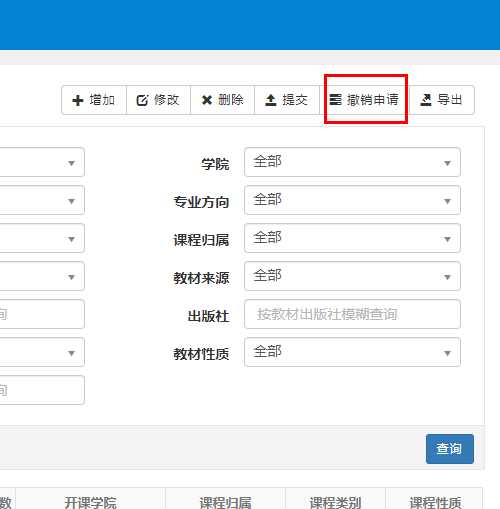 增加 修改 删除 提交 撤销申请 导出
学院 全部
专业方向 全部
课程归属 全部
教材来源 全部
询 出版社 按教材出版社模糊查询
教材性质 全部
询
查询
数 开课学院 课程归属 课程类别 课程性质